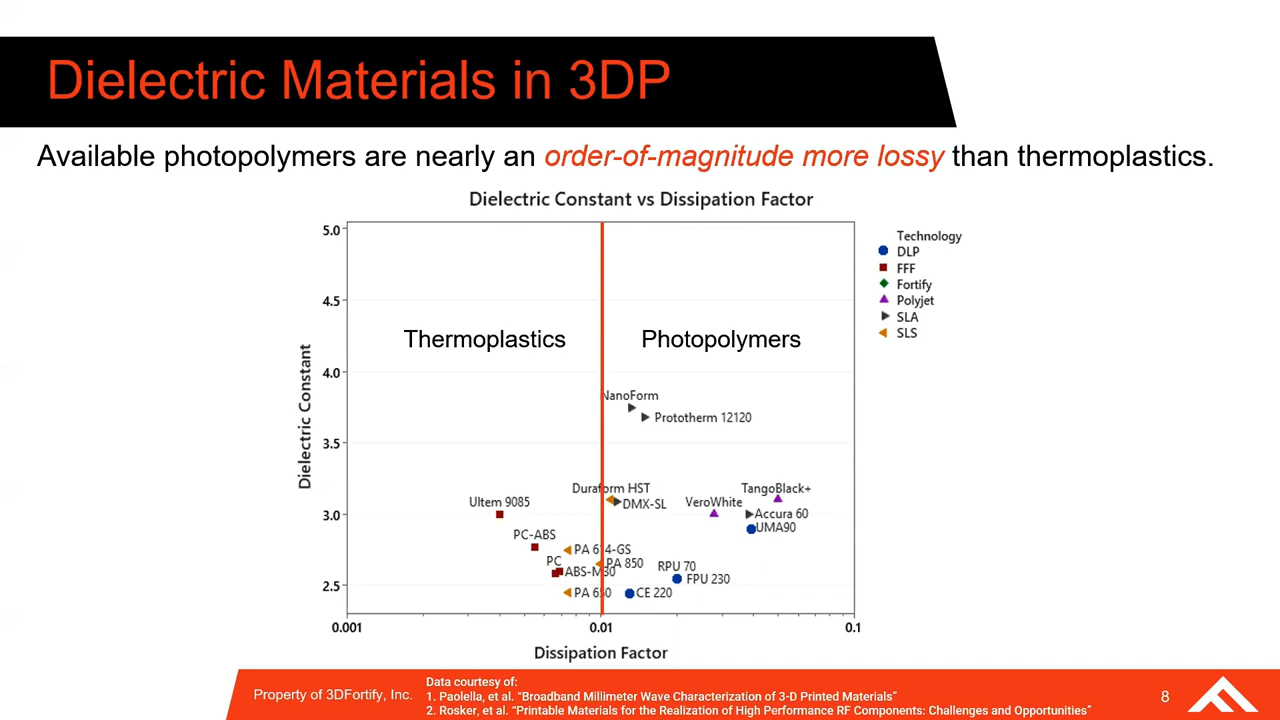 Dielectric Materials in 3DP
Available photopolymers are nearly an order-of-magnitude more lossy than thermoplastics.
Dielectric Constant vs Dissipation Factor
5.0
4.5
4.0
3.5
3.0
2.5
Dielectric Constant
Thermoplastics
Photopolymers
NanoForm
Prototherm 12120
Duraform HST
DMX-SL
TangoBlack+
VeroWhite
Accura 60
UMA90
Ultem 9085
PC-ABS
PA 614-GS
PC
ABS-M30
PA 850
RPU 70
FPU 230
PA 650
CE 220
0.001
0.01
0.1
Dissipation Factor
Technology
DLP
FFF
Fortify
Polyjet
SLA
SLS
Property of 3DFortify, Inc.
Data courtesy of:
1. Paolella, et al. “Broadband Millimeter Wave Characterization of 3-D Printed Materials”
2. Rosker, et al. “Printable Materials for the Realization of High Performance RF Components: Challenges and Opportunities”
8